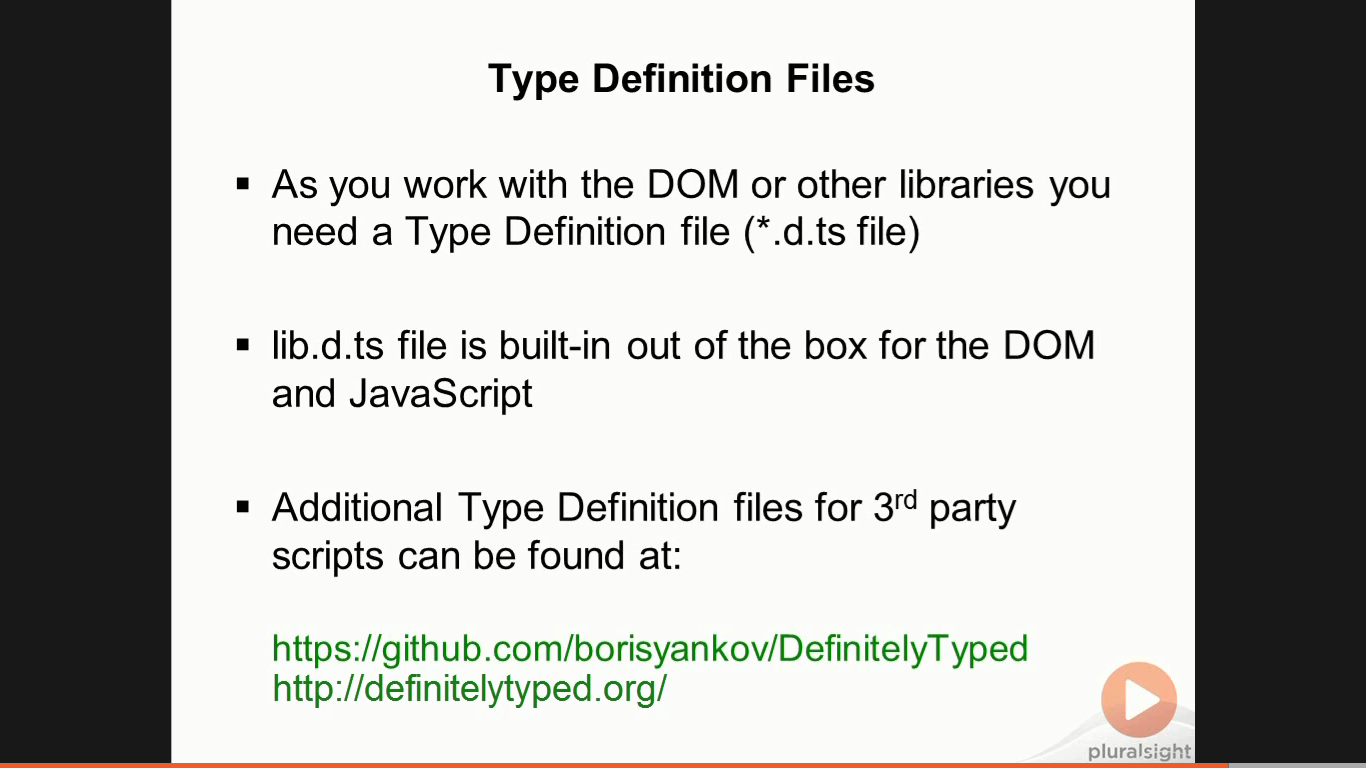 Type Definition Files
▪ As you work with the DOM or other libraries you
need a Type Definition file (*.d.ts file)
▪ lib.d.ts file is built-in out of the box for the DOM
and JavaScript
▪ Additional Type Definition files for 3rd party
scripts can be found at:
https://github.com/borisyankov/DefinitelyTyped
http://definitelytyped.org/
pluralsight